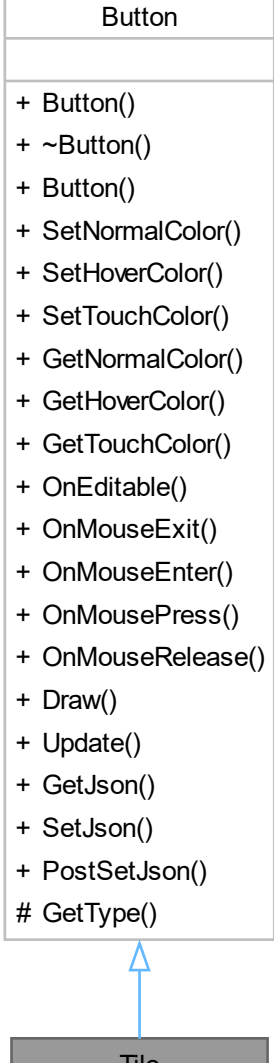 Button
+ Button()
+ ~Button()
+ Button()
+ SetNormalColor()
+ SetHoverColor()
+ SetTouchColor()
+ GetNormalColor()
+ GetHoverColor()
+ GetTouchColor()
+ OnEditable()
+ OnMouseExit()
+ OnMouseEnter()
+ OnMousePress()
+ OnMouseRelease()
+ Draw()
+ Update()
+ GetJson()
+ SetJson()
+ PostSetJson()
# GetType()
Tile